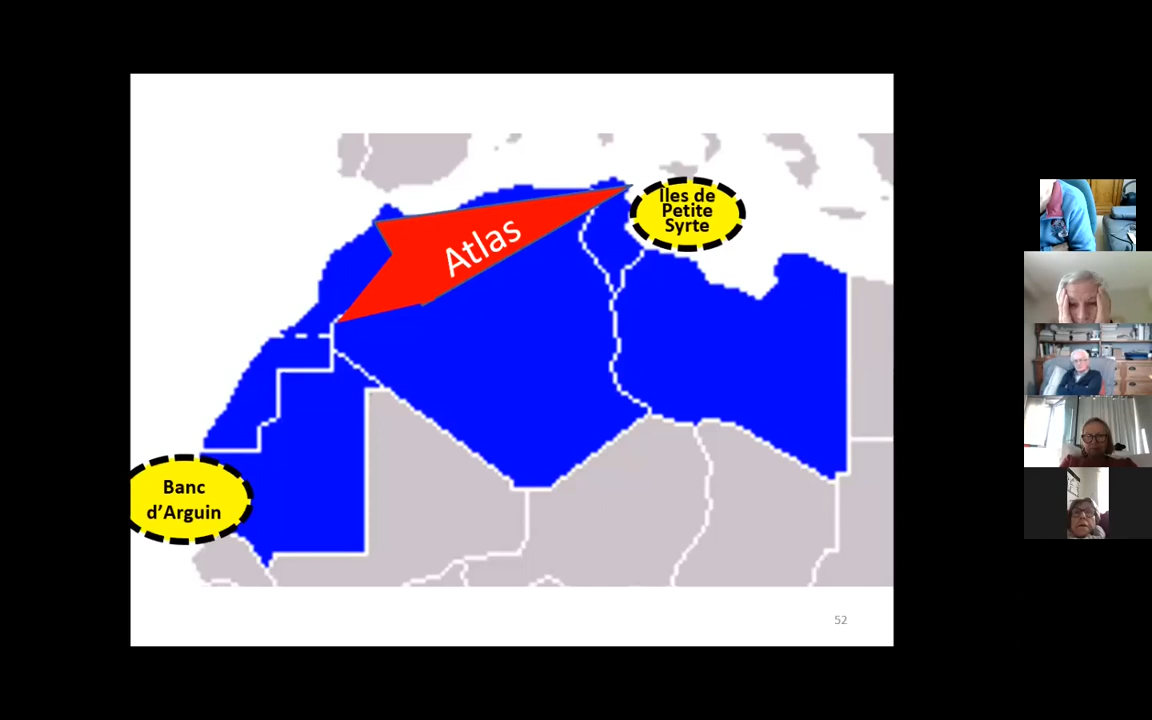 Iles de
Petite
Syrte
Atlas
Banc
d’Arguin
52